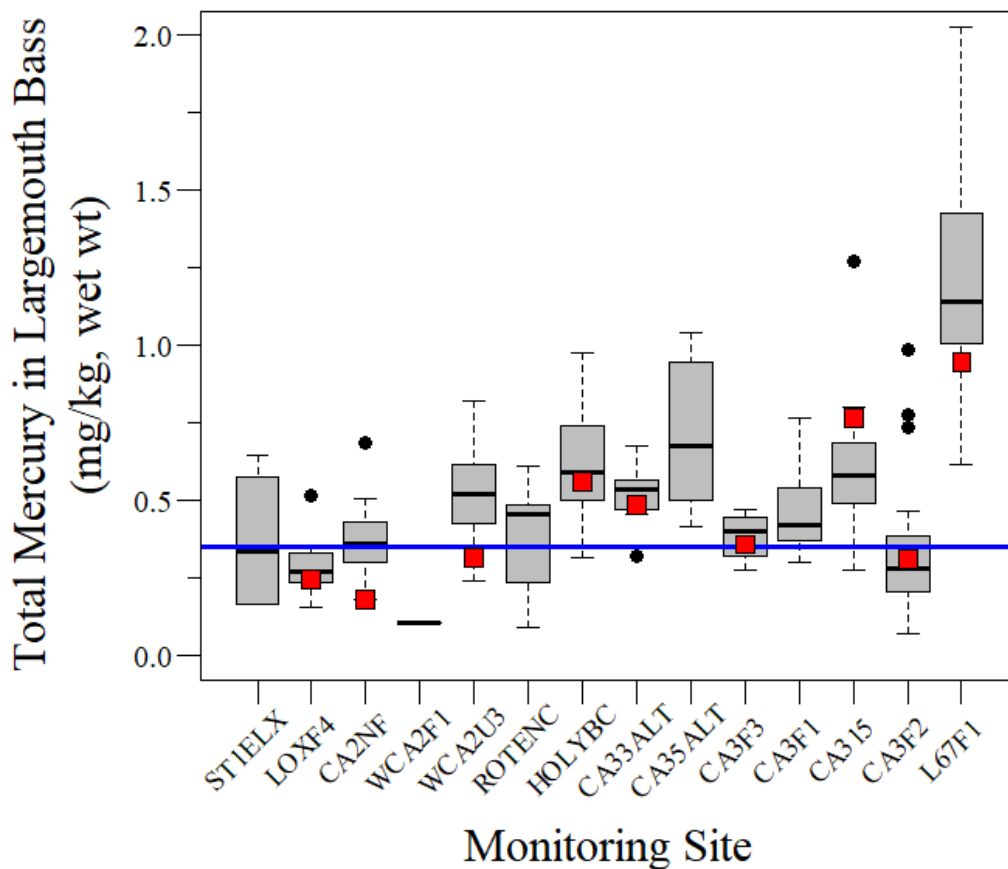 Total Mercury in Largemouth Bass
(mg/kg, wet wt)
2.0
1.5
1.0
0.5
0.0
ST1ELX
LOXF4
CA2NF
WCA2F1
WCA2U3
ROTENC
HOLYBC
CA33ALT
CA35ALT
CA3F3
CA3F1
CA315
CA3F2
L67F1
Monitoring Site